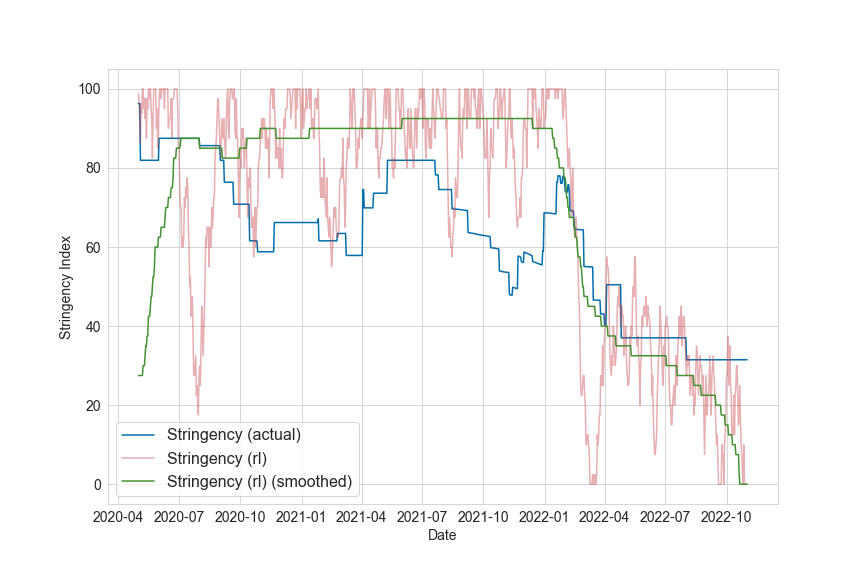 100
80
60
40
20
0
Stringency Index
Stringency (actual)
Stringency (rl)
Stringency (rl) (smoothed)
2020-04 2020-07 2020-10 2021-01 2021-04 2021-07 2021-10 2022-01 2022-04 2022-07 2022-10
Date